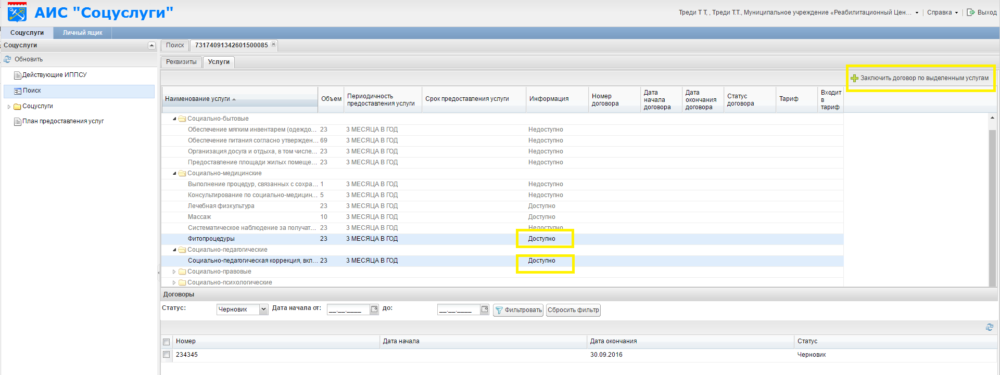 АИС "Соцуслуги"
Треди Т Т, , Треди Т.Т., Муниципальное учреждение «Реабилитационный Цен... Справка Выход
Соцуслуги Личный ящик
Соцуслуги
Обновить
Действующие ИППСУ
Поиск
Соцуслуги
План предоставления услуг
Поиск 73174091342601500085
Реквизиты Услуги
Заключить договор по выделенным услугам
Наименование услуги Объем Периодичность предоставления услуги Срок предоставления услуги Информация Номер договора Дата начала договора Дата окончания договора Статус договора Тариф Входит в тариф
Социально-бытовые
Обеспечение мягким инвентарем (одеждо... 23 3 МЕСЯЦА В ГОД Недоступно
Обеспечение питания согласно утвержден... 69 3 МЕСЯЦА В ГОД Недоступно
Организация досуга и отдыха, в том числе... 23 3 МЕСЯЦА В ГОД Недоступно
Предоставление площади жилых помеще... 23 3 МЕСЯЦА В ГОД Недоступно
Социально-медицинские
Выполнение процедур, связанных с сохра... 1 3 МЕСЯЦА В ГОД Недоступно
Консультирование по социально-медицин... 5 3 МЕСЯЦА В ГОД Недоступно
Лечебная физкультура 23 3 МЕСЯЦА В ГОД Доступно
Массаж 10 3 МЕСЯЦА В ГОД Доступно
Систематическое наблюдение за получат... 23 3 МЕСЯЦА В ГОД Недоступно
Фитопроцедуры 23 3 МЕСЯЦА В ГОД Доступно
Социально-педагогические
Социально-педагогическая коррекция, вкл... 23 3 МЕСЯЦА В ГОД Доступно
Социально-правовые
Социально-психологические
Договоры
Статус: Черновик Дата начала от: __.__.____ до: __.__.____ Фильтровать Сбросить фильтр
Номер Дата начала Дата окончания Статус
234345 30.09.2016 Черновик